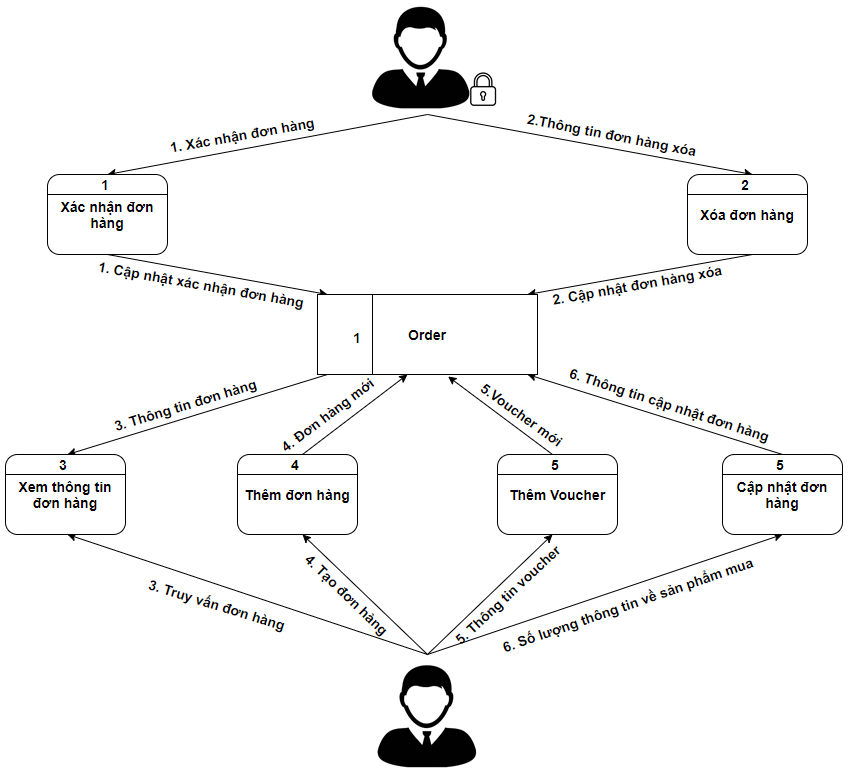 1. Xác nhận đơn hàng
2.Thông tin đơn hàng xóa
1
Xác nhận đơn
hàng
2
Xóa đơn hàng
1. Cập nhật xác nhận đơn hàng
2. Cập nhật đơn hàng xóa
1
Order
3. Thông tin đơn hàng
4. Đơn hàng mới
5.Voucher mới
6. Thông tin cập nhật đơn hàng
3
Xem thông tin
đơn hàng
4
Thêm đơn hàng
5
Thêm Voucher
5
Cập nhật đơn
hàng
3. Truy vấn đơn hàng
4. Tạo đơn hàng
5. Thông tin voucher
6. Số lượng thông tin về sản phẩm mua